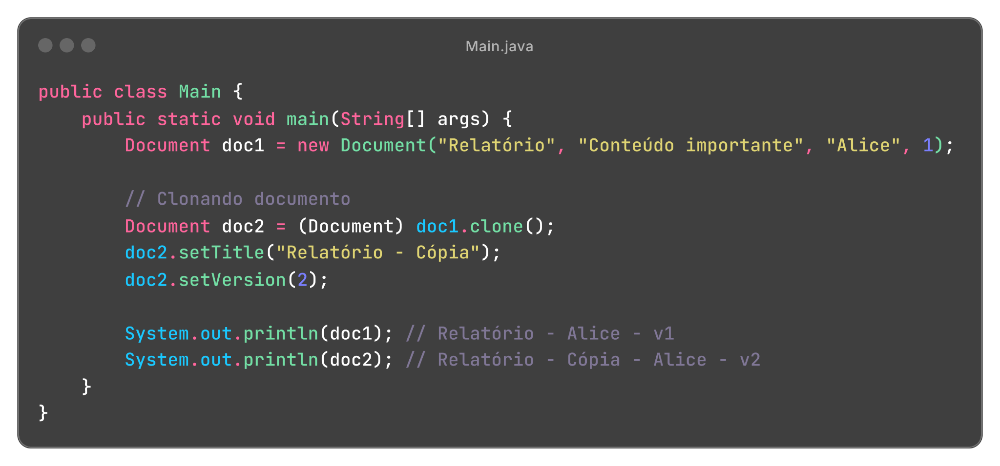 Main.java
public class Main {
    public static void main(String[] args) {
        Document doc1 = new Document("Relatório", "Conteúdo importante", "Alice", 1);

        // Clonando documento
        Document doc2 = (Document) doc1.clone();
        doc2.setTitle("Relatório - Cópia");
        doc2.setVersion(2);

        System.out.println(doc1); // Relatório - Alice - v1
        System.out.println(doc2); // Relatório - Cópia - Alice - v2
    }
}